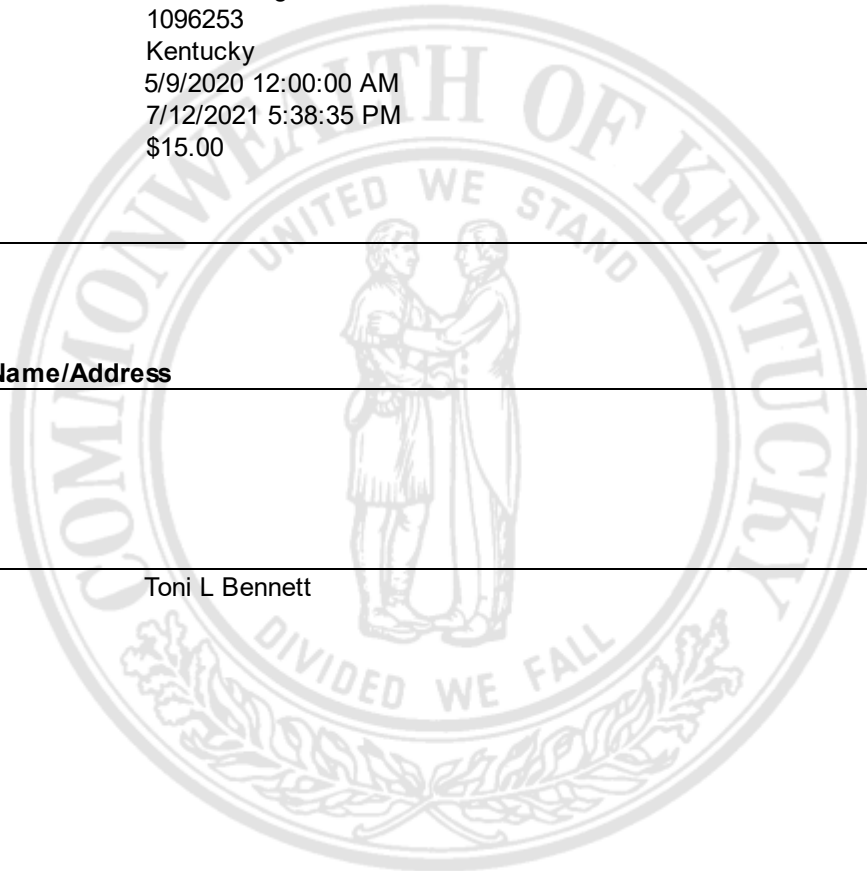 1096253
Kentucky
5/9/2020 12:00:00 AM
7/12/2021 5:38:35 PM
$15.00
COMMONWEALTH OF KENTUCKY
UNITED WE STAND
Name/Address
Toni L Bennett
DIVIDED WE FALL